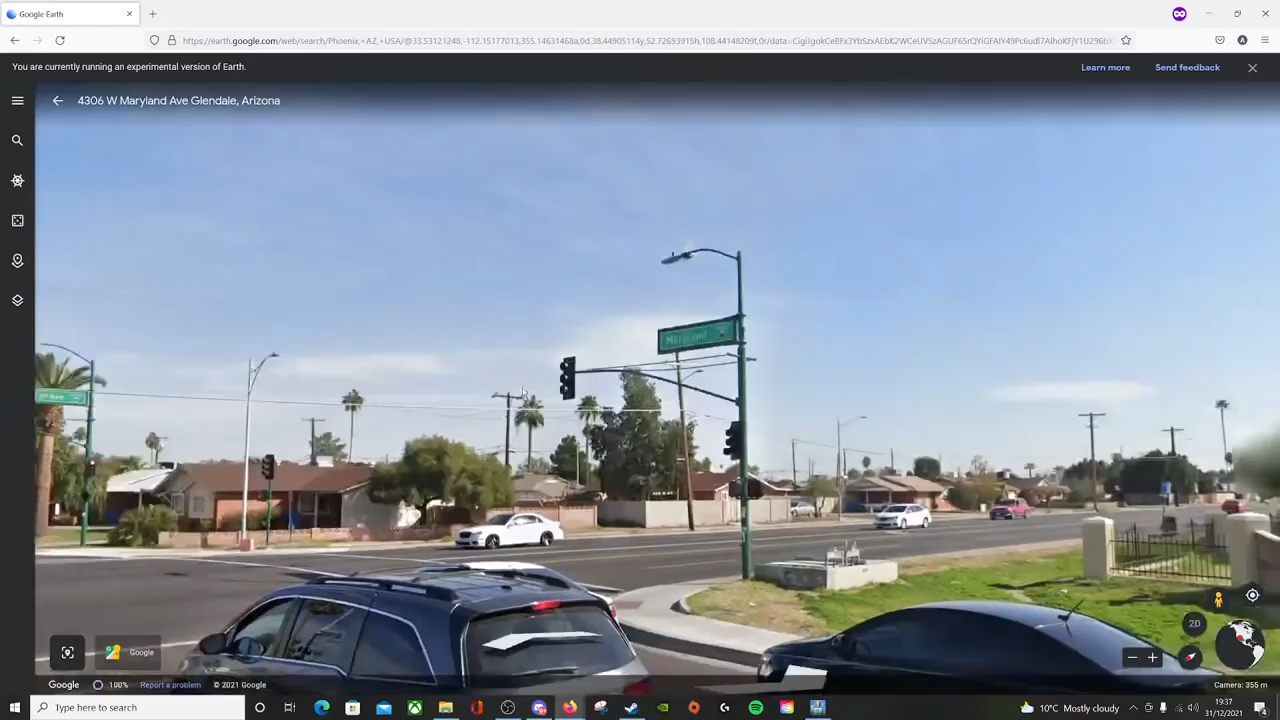 Google Earth
https://earth.google.com/web/search/Phoenix,+AZ,+USA/@33.53121248,-112.15177013,355.14631468a,0d,38.44905114y,52.72693915h,108.44148209t,0r/data=
You are currently running an experimental version of Earth.
Learn more
Send feedback
4306 W Maryland Ave Glendale, Arizona
Maryland
Google
Google
100%
Report a problem
© 2021 Google
2D
Camera: 355 m
Type here to search
10°C Mostly cloudy
19:37
31/12/2021